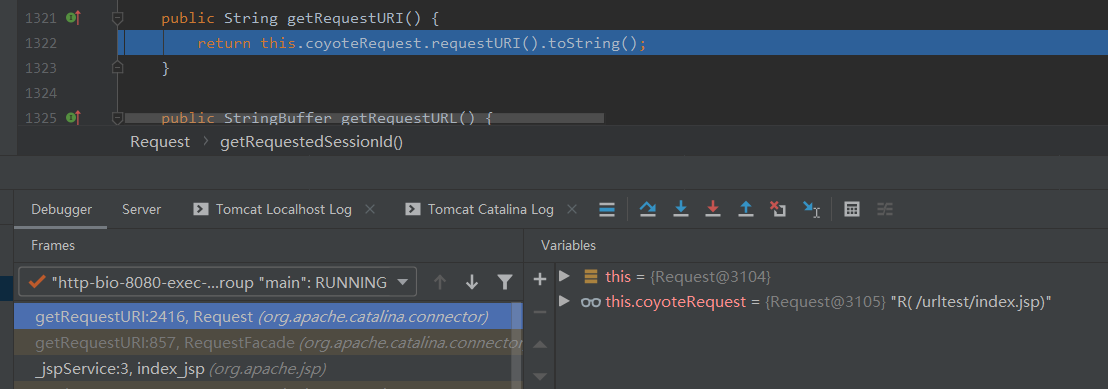 1321 public String getRequestURI() {
1322 return this.coyoteRequest.requestURI().toString();
1323 }
1324
1325 public StringBuffer getRequestURL() {
Request > getRequestedSessionId()
Debugger Server Tomcat Localhost Log × Tomcat Catalina Log ×
Frames Variables
"http-bio-8080-exec-...roup "main": RUNNING
this = {Request@3104}
this.coyoteRequest = {Request@3105} "R( /urltest/index.jsp)"
getRequestURI:2416, Request (org.apache.catalina.connector)
getRequestURI:857, RequestFacade (org.apache.catalina.connector
_jspService:3, index_jsp (org.apache.jsp)